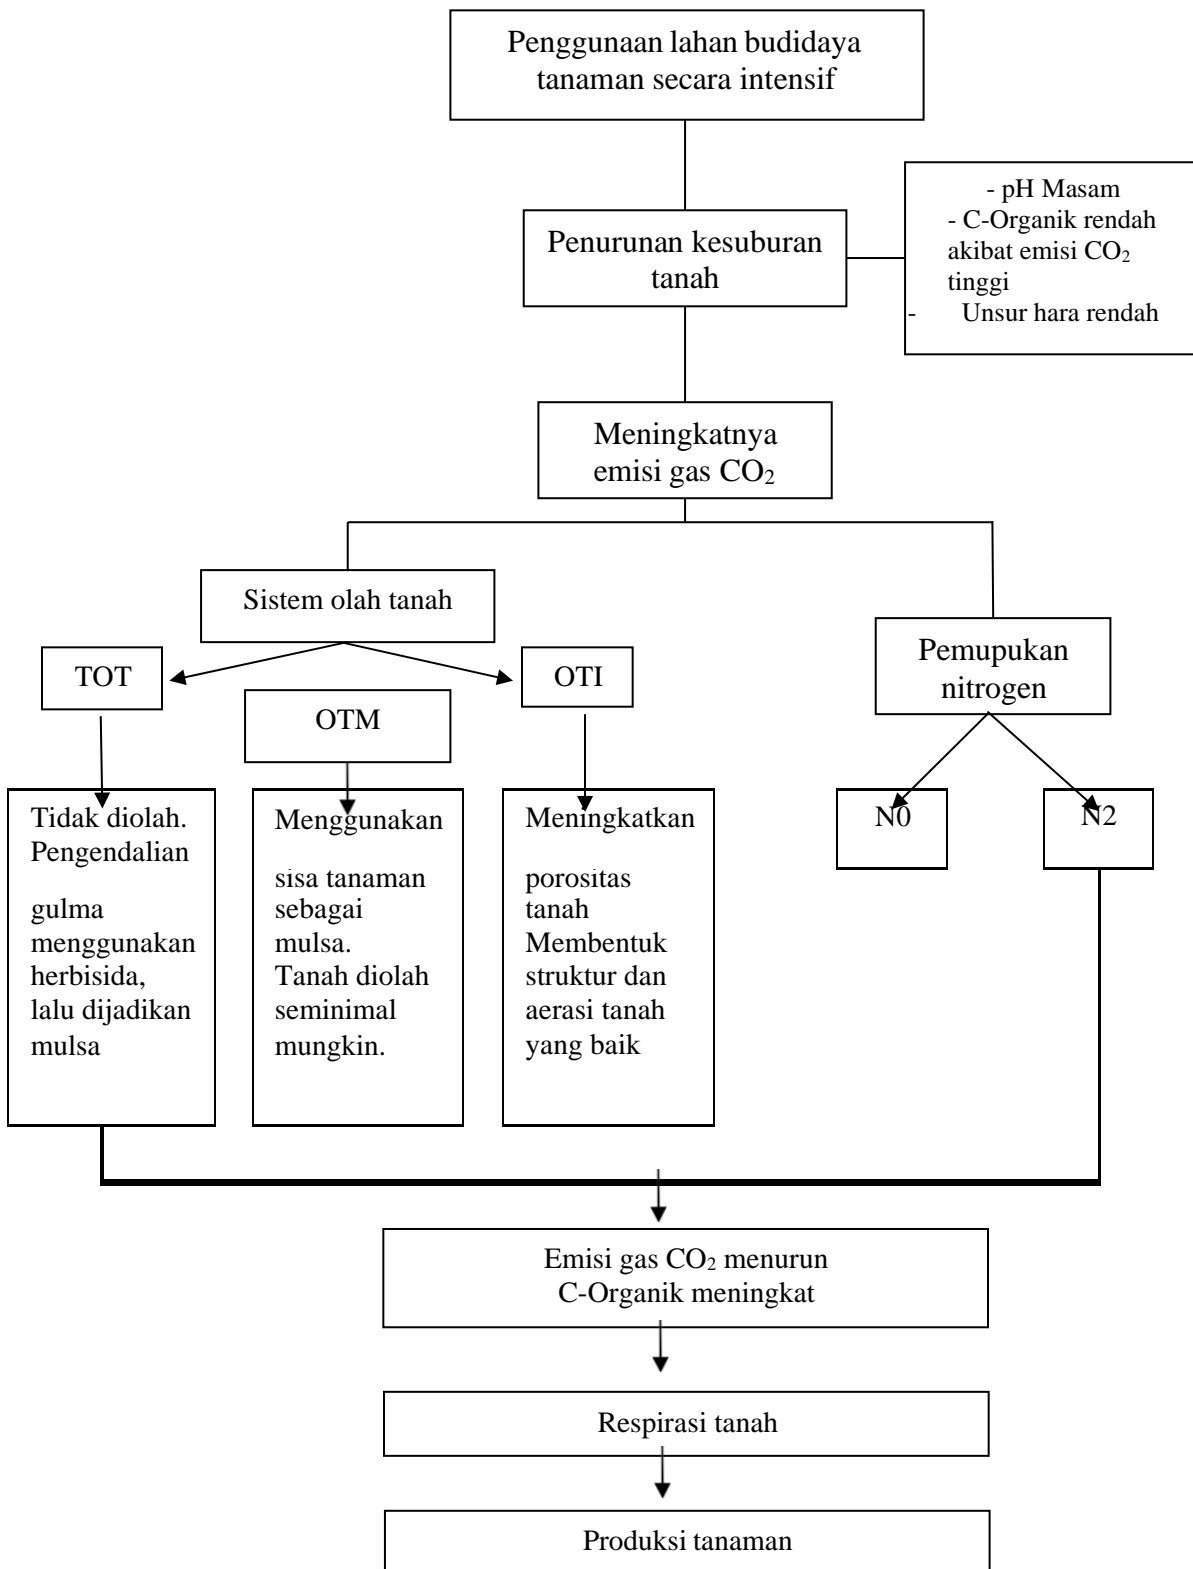 Penggunaan lahan budidaya
tanaman secara intensif
Penurunan kesuburan
tanah
- pH Masam
- C-Organik rendah
akibat emisi CO₂
tinggi
- Unsur hara rendah
Meningkatnya
emisi gas CO₂
Sistem olah tanah
Pemupukan
nitrogen
TOT
OTM
OTI
Tidak diolah.
Pengendalian
gulma
menggunakan
herbisida,
lalu dijadikan
mulsa
Menggunakan
sisa tanaman
sebagai
mulsa.
Tanah diolah
seminimal
mungkin.
Meningkatkan
porositas
tanah
Membentuk
struktur dan
aerasi tanah
yang baik
N0
N2
Emisi gas CO₂ menurun
C-Organik meningkat
Respirasi tanah
Produksi tanaman